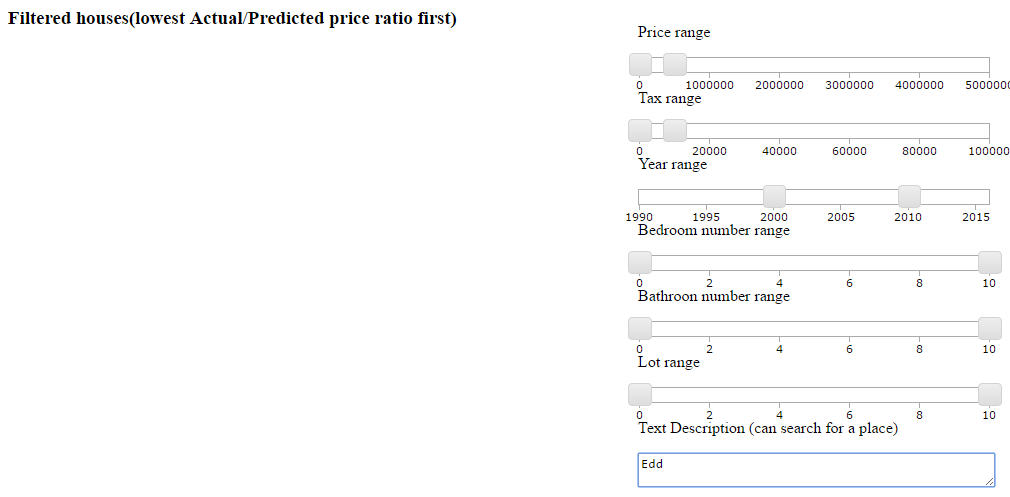 Filtered houses(lowest Actual/Predicted price ratio first)
Price range
0 1000000 2000000 3000000 4000000 5000000
Tax range
0 20000 40000 60000 80000 100000
Year range
1990 1995 2000 2005 2010 2015
Bedroom number range
0 2 4 6 8 10
Bathroon number range
0 2 4 6 8 10
Lot range
0 2 4 6 8 10
Text Description (can search for a place)
Edd